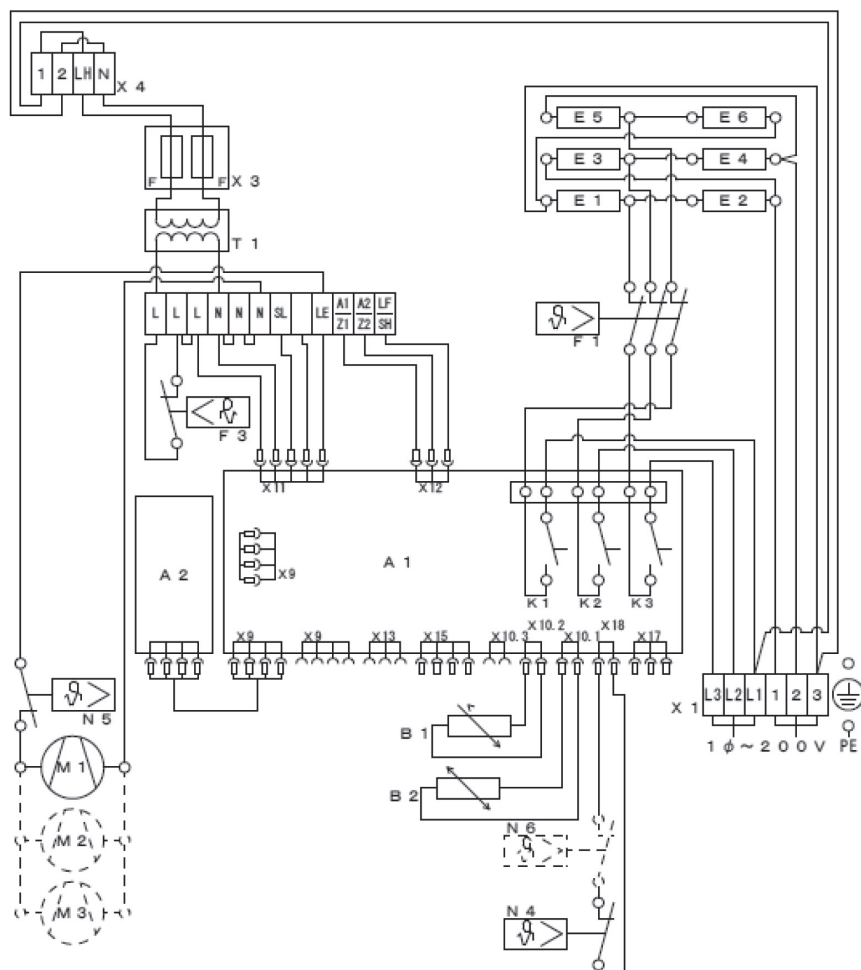 1 2 LH N
X 4
F F
X 3
T 1
E 5 E 6
E 3 E 4
E 1 E 2
L L L N N N SL LE A1 A2 LF
Z1 Z2 SH
F 1
F 3
X11 X12
A 2
A 1
X9
K1 K2 K3
X9 X9 X13 X15 X10.3 X10.2 X10.1 X18 X17
X 1
L3 L2 L1 1 2 3
1 φ ~ 2 0 0 V
PE
N 5
B 1
M 1
B 2
M 2
N 6
M 3
N 4